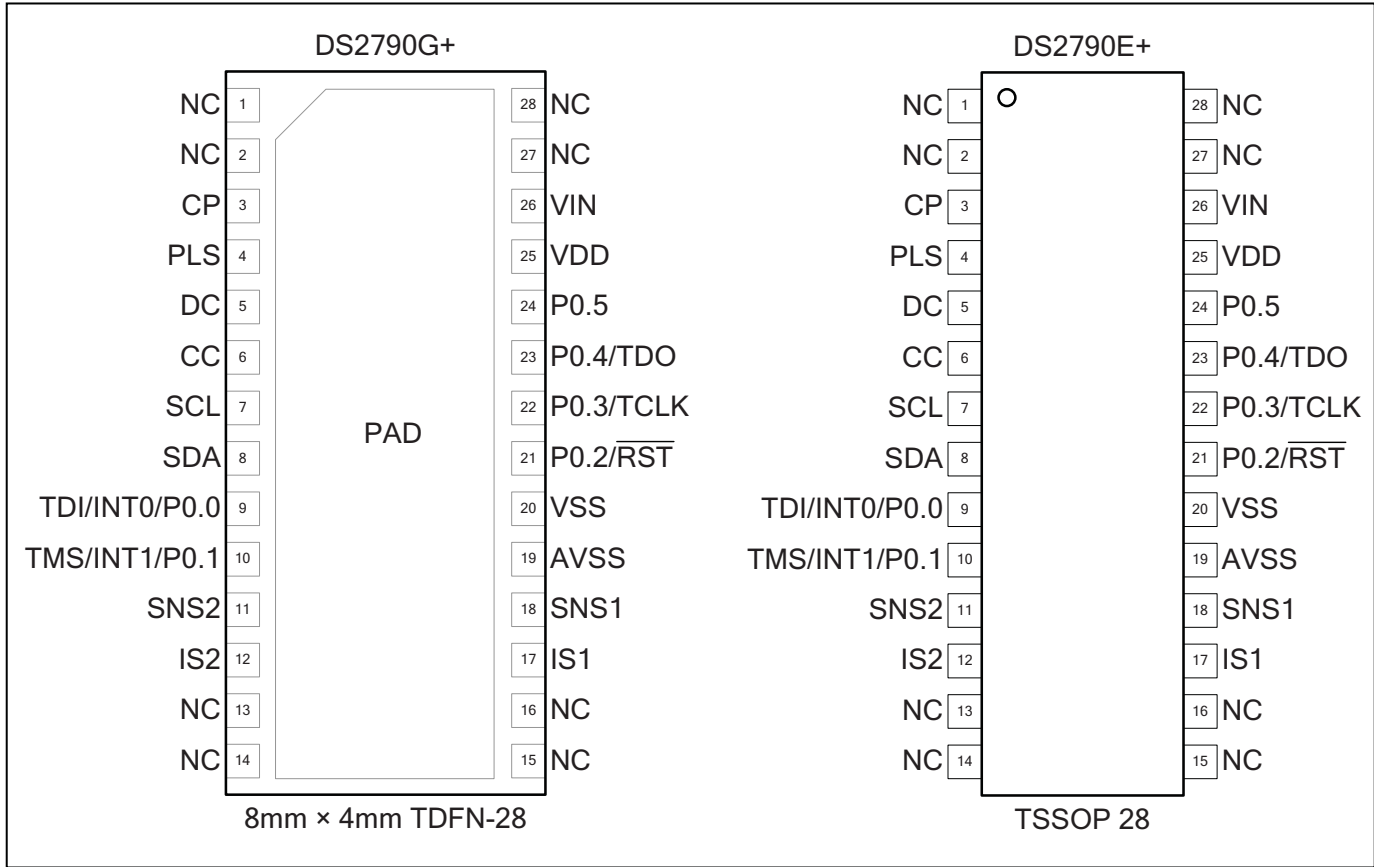 DS2790G+
NC 1
NC 2
CP 3
PLS 4
DC 5
CC 6
SCL 7
SDA 8
TDI/INT0/P0.0 9
TMS/INT1/P0.1 10
SNS2 11
IS2 12
NC 13
NC 14
PAD
28 NC
27 NC
26 VIN
25 VDD
24 P0.5
23 P0.4/TDO
22 P0.3/TCLK
21 P0.2/R̅S̅T̅
20 VSS
19 AVSS
18 SNS1
17 IS1
16 NC
15 NC
8mm × 4mm TDFN-28
DS2790E+
NC 1
NC 2
CP 3
PLS 4
DC 5
CC 6
SCL 7
SDA 8
TDI/INT0/P0.0 9
TMS/INT1/P0.1 10
SNS2 11
IS2 12
NC 13
NC 14
28 NC
27 NC
26 VIN
25 VDD
24 P0.5
23 P0.4/TDO
22 P0.3/TCLK
21 P0.2/R̅S̅T̅
20 VSS
19 AVSS
18 SNS1
17 IS1
16 NC
15 NC
TSSOP 28